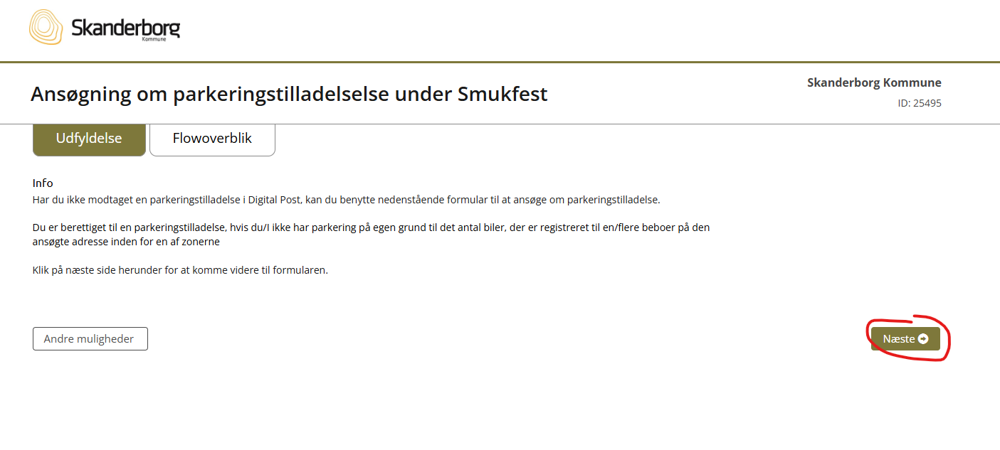 Skanderborg
Kommune
Ansøgning om parkeringstilladelselse under Smukfest
Skanderborg Kommune
ID: 25495
Udfyldelse
Flowoverblik
Info
Har du ikke modtaget en parkeringstilladelse i Digital Post, kan du benytte nedenstående formular til at ansøge om parkeringstilladelse.
Du er berettiget til en parkeringstilladelse, hvis du/I ikke har parkering på egen grund til det antal biler, der er registreret til en/flere beboer på den
ansøgte adresse inden for en af zonerne
Klik på næste side herunder for at komme videre til formularen.
Andre muligheder
Næste